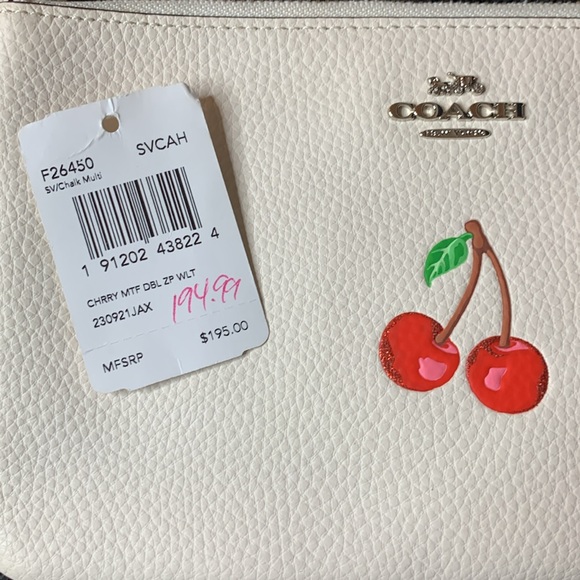 F26450
SVCAH
SV/Chalk Multi
1 91202 43822 4
CHRRY MTF DBL ZP WLT
230921JAX
194.99
MFSRP
$195.00
COACH